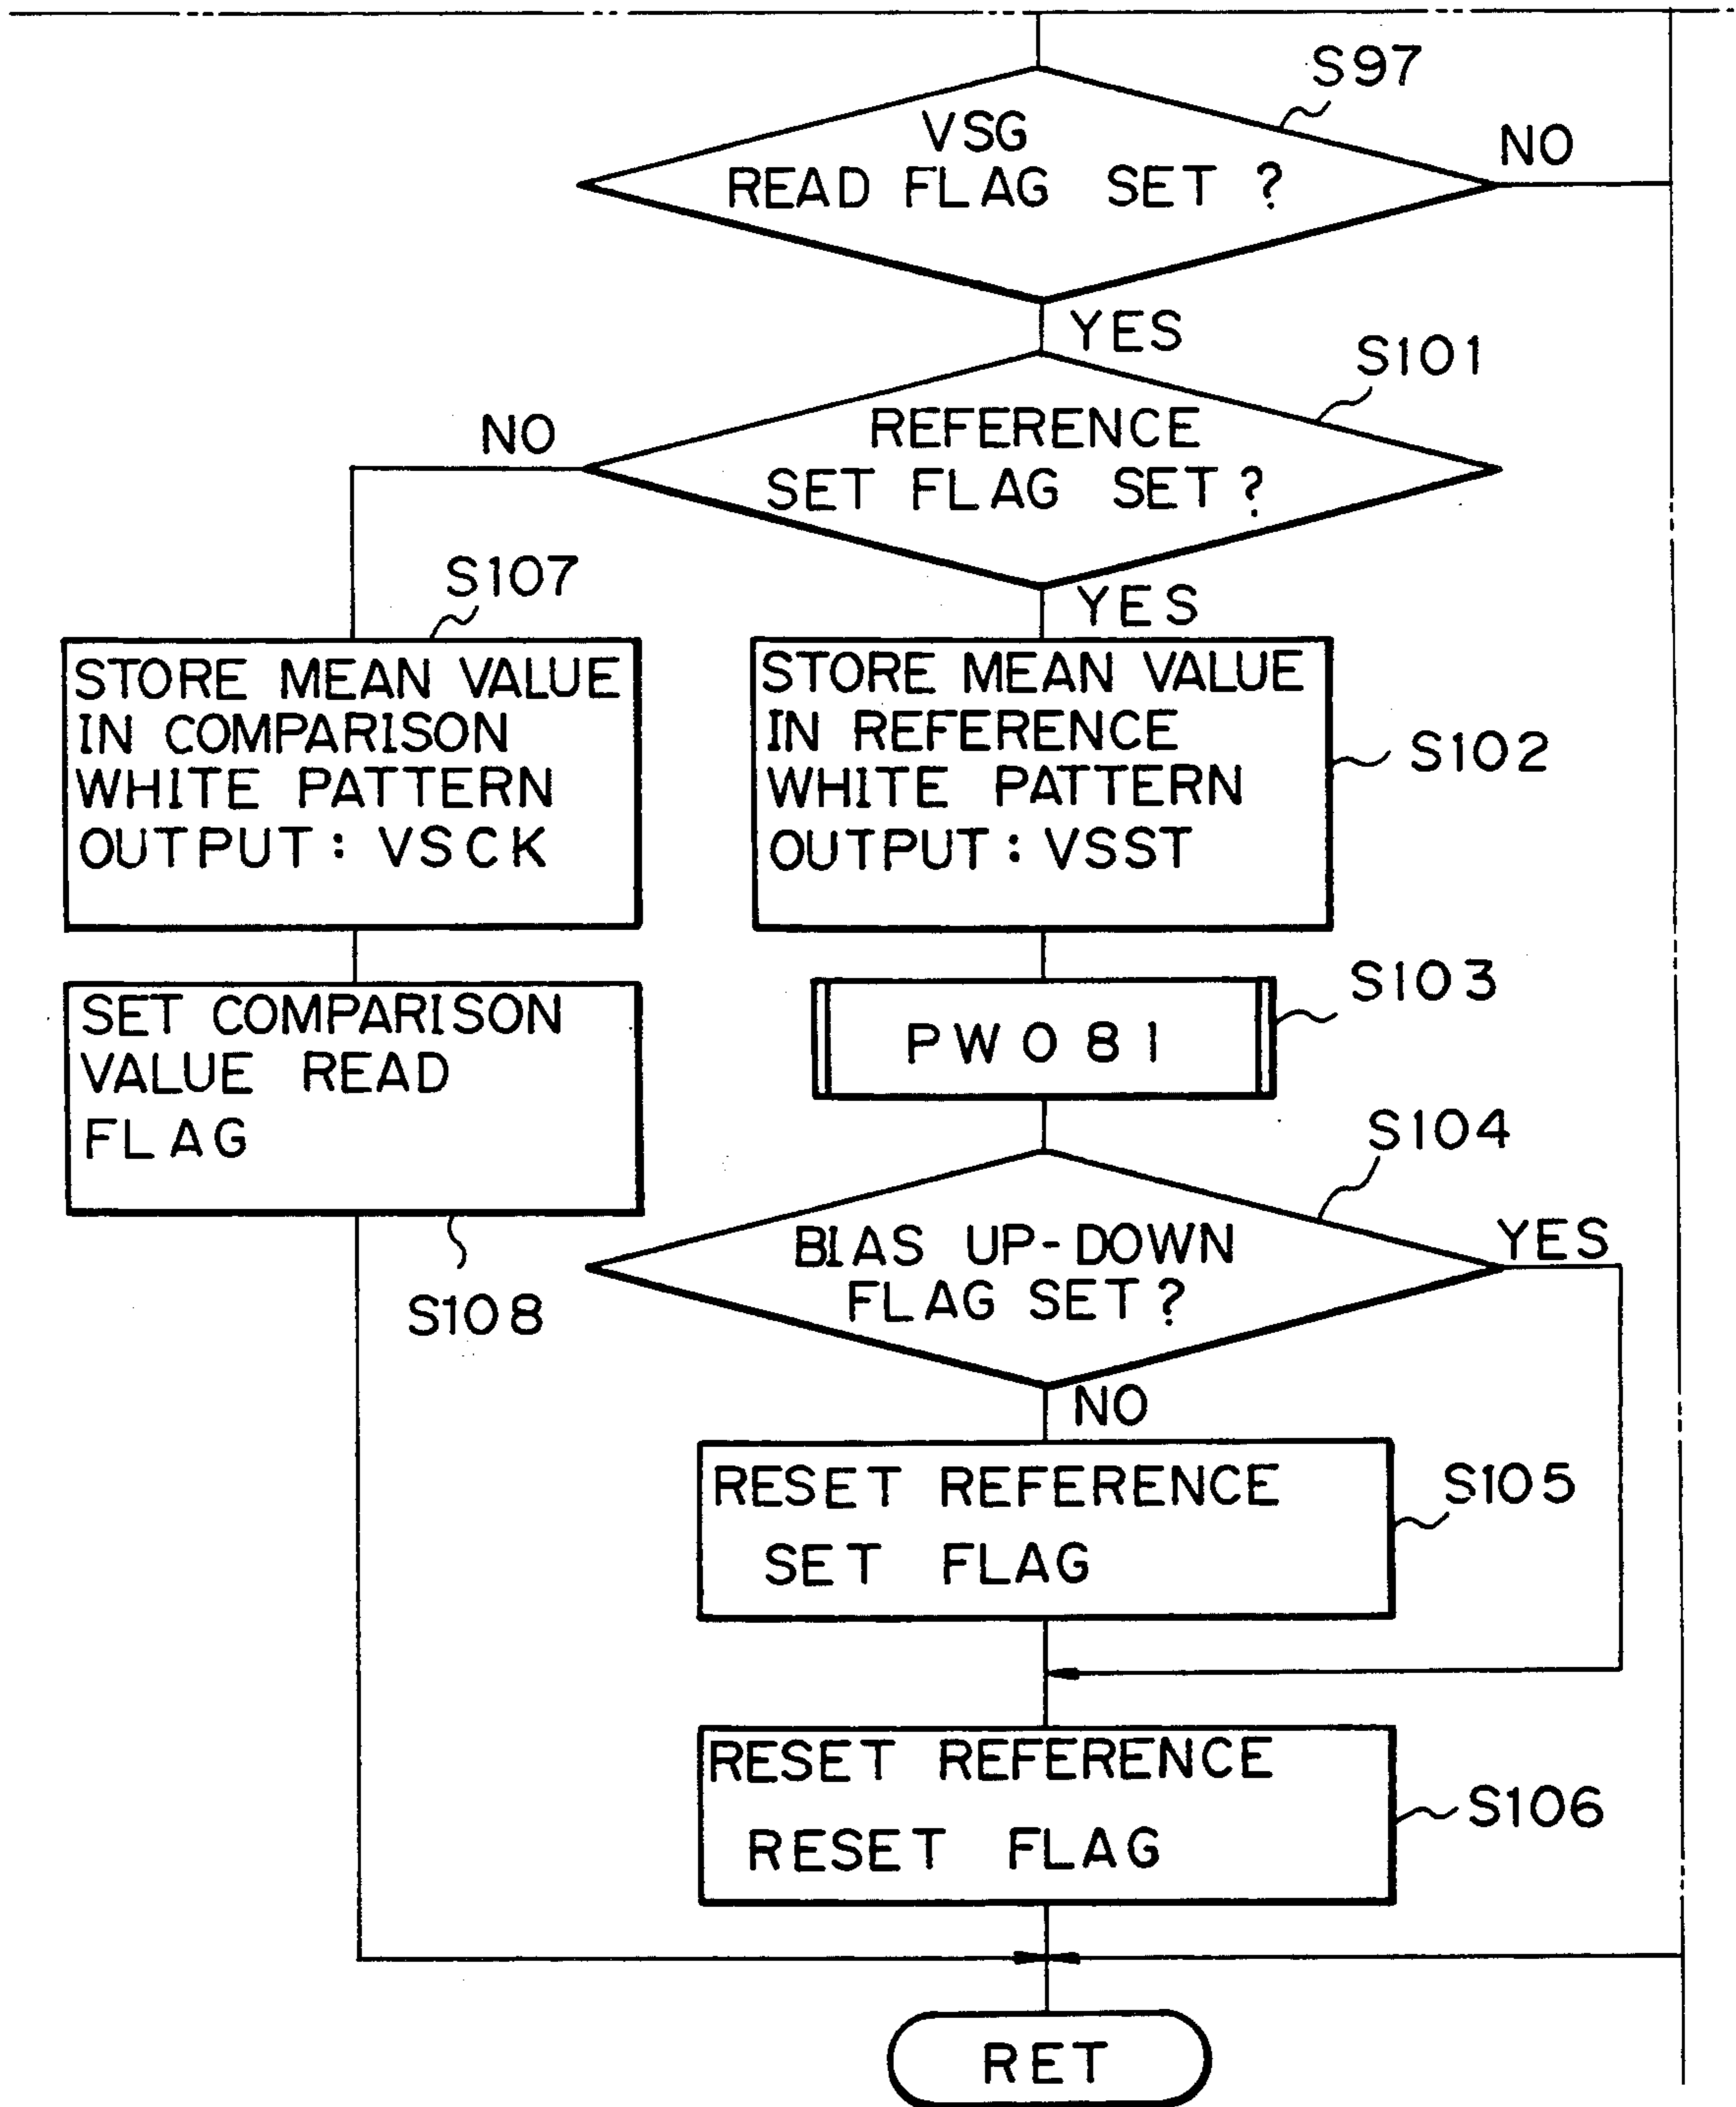 S97
VSG
READ FLAG SET ?
NO
YES
S101
REFERENCE
SET FLAG SET?
NO
YES
S107
STORE MEAN VALUE
IN COMPARISON
WHITE PATTERN
OUTPUT: VSCK
STORE MEAN VALUE
IN REFERENCE
WHITE PATTERN
OUTPUT: VSST
S102
SET COMPARISON
VALUE READ
FLAG
S108
PW081
S103
S104
BIAS UP-DOWN
FLAG SET?
YES
NO
RESET REFERENCE
SET FLAG
S105
RESET REFERENCE
RESET FLAG
S106
RET